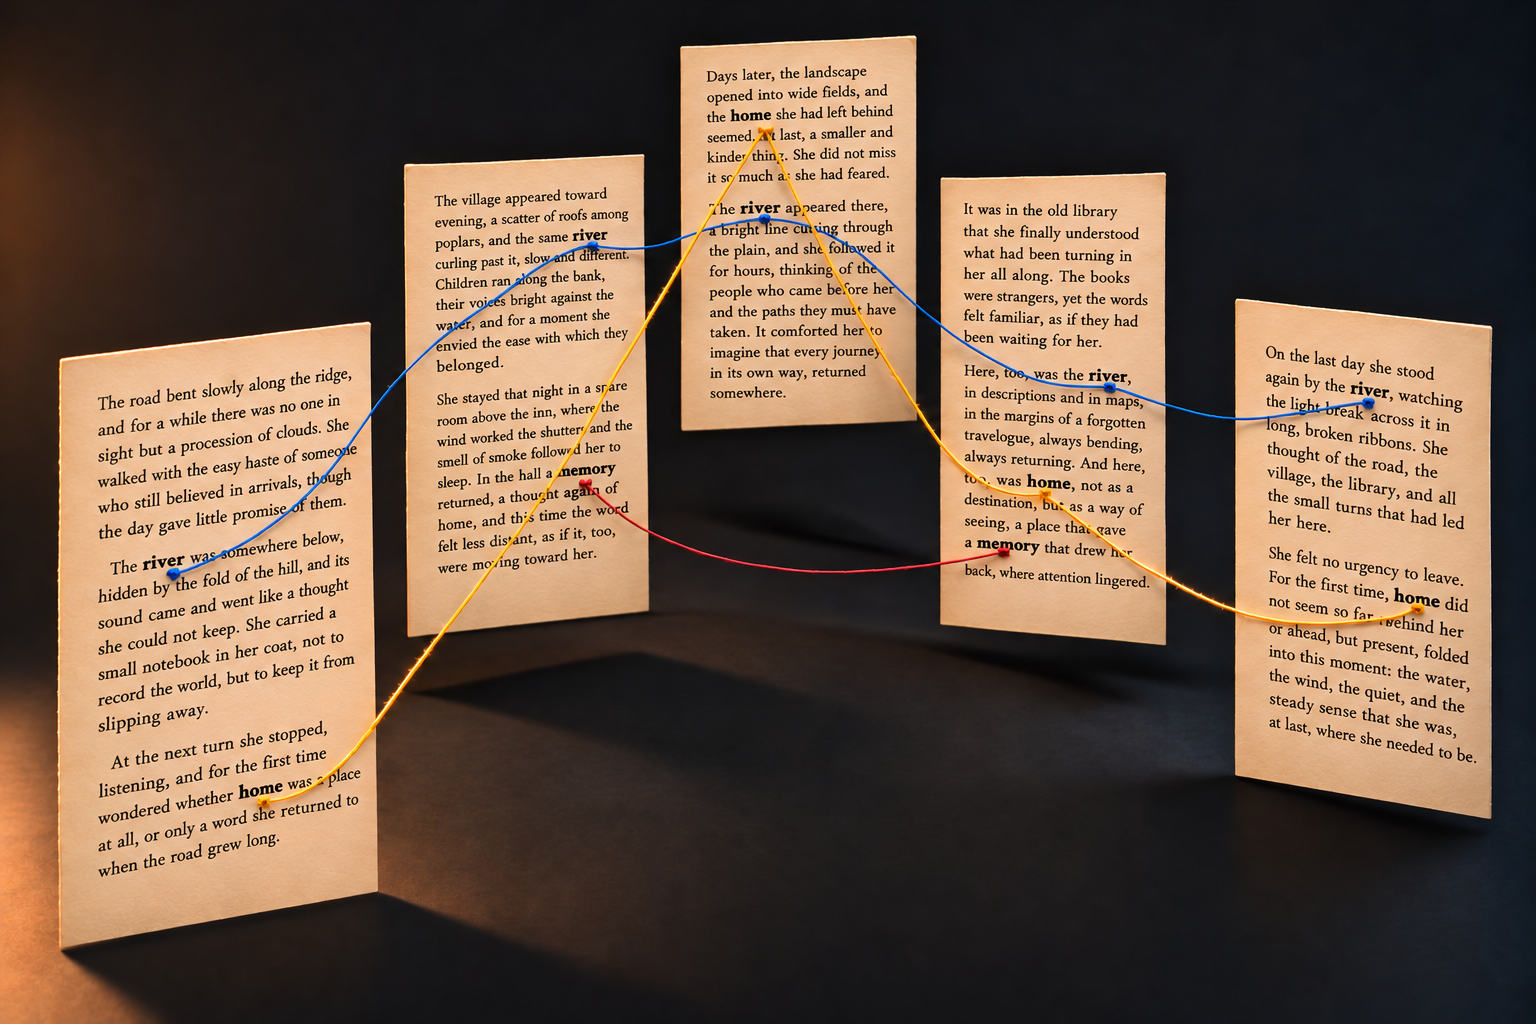 The road bent slowly along the ridge,
and for a while there was no one in
sight but a procession of clouds. She
walked with the easy haste of someone
who still believed in arrivals, though
the day gave little promise of them.
The river was somewhere below,
hidden by the fold of the hill, and its
sound came and went like a thought
she could not keep. She carried a
small notebook in her coat, not to
record the world, but to keep it from
slipping away.
At the next turn she stopped,
listening, and for the first time
wondered whether home was a place
at all, or only a word she returned to
when the road grew long.
The village appeared toward
evening, a scatter of roofs among
poplars, and the same river
curling past it, slow and different.
Children ran along the bank,
their voices bright against the
water, and for a moment she
envied the ease with which they
belonged.
She stayed that night in a spare
room above the inn, where the
wind worked the shutters and the
smell of smoke followed her to
sleep. In the hall a memory
returned, a thought again of
home, and this time the word
felt less distant, as if it, too,
were moving toward her.
Days later, the landscape
opened into wide fields, and
the home she had left behind
seemed, at last, a smaller and
kinder thing. She did not miss
it so much as she had feared.
The river appeared there,
a bright line cutting through
the plain, and she followed it
for hours, thinking of the
people who came before her
and the paths they must have
taken. It comforted her to
imagine that every journey,
in its own way, returned
somewhere.
It was in the old library
that she finally understood
what had been turning in
her all along. The books
were strangers, yet the words
felt familiar, as if they had
been waiting for her.
Here, too, was the river,
in descriptions and in maps,
in the margins of a forgotten
travelogue, always bending,
always returning. And here,
too, was home, not as a
destination, but as a way of
seeing, a place that gave
a memory that drew her
back, where attention lingered.
On the last day she stood
again by the river, watching
the light break across it in
long, broken ribbons. She
thought of the road, the
village, the library, and all
the small turns that had led
her here.
She felt no urgency to leave.
For the first time, home did
not seem so far behind her
or ahead, but present, folded
into this moment: the water,
the wind, the quiet, and the
steady sense that she was,
at last, where she needed to be.